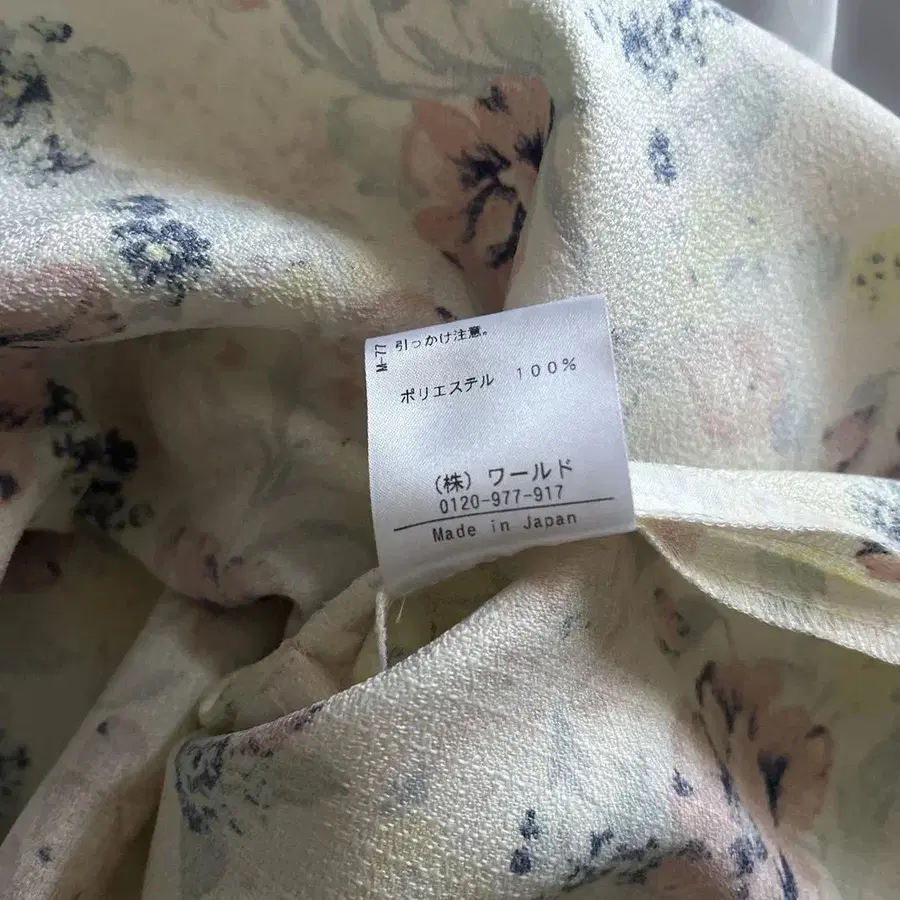 M-77
引っかけ注意。
ポリエステル 100%
(株) ワールド
0120-977-917
Made in Japan